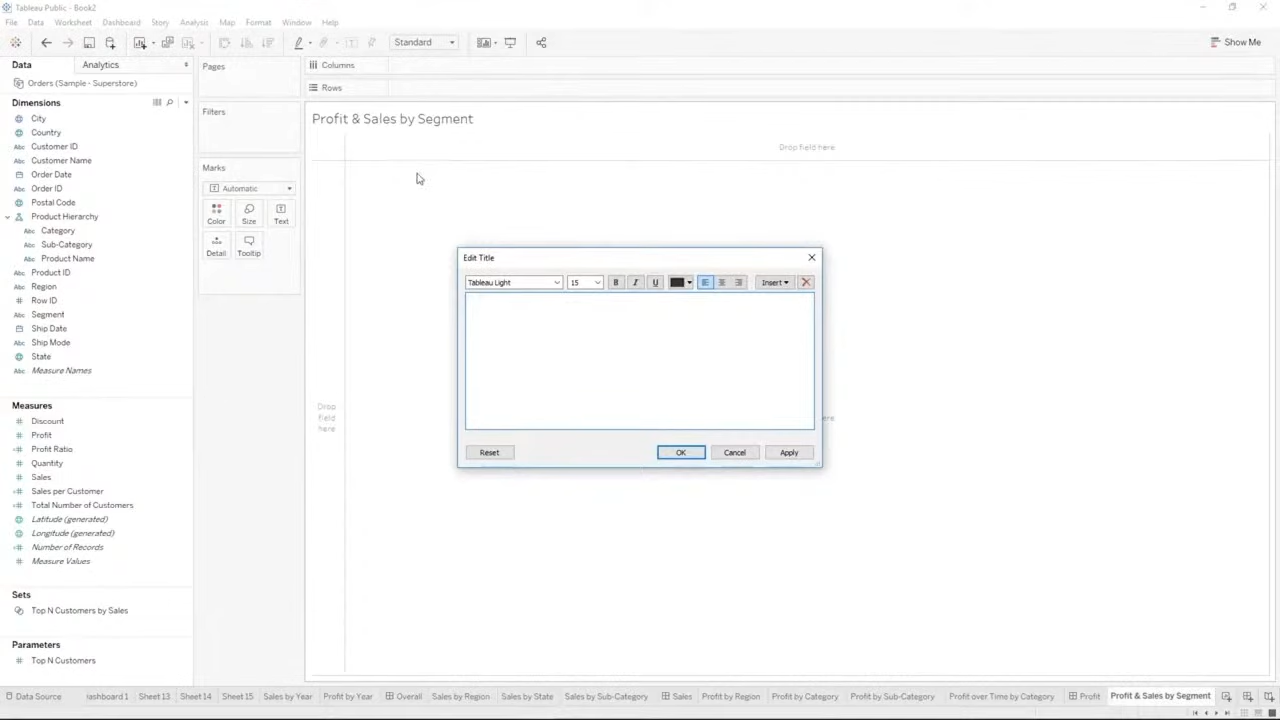 Tableau Public - Book2
File Data Worksheet Dashboard Story Analysis Map Format Window Help
Standard Show Me
Data Analytics Pages Columns
Orders (Sample - Superstore) Rows
Dimensions Filters
Profit & Sales by Segment
City
Country
Customer ID
Customer Name
Order Date
Order ID
Postal Code
Product Hierarchy
Category
Sub-Category
Product Name
Product ID
Region
Row ID
Segment
Ship Date
Ship Mode
State
Measure Names
Marks
Automatic
Color Size Text
Detail Tooltip
Drop field here
Drop
field
here
Edit Title
Tableau Light 15 B I U Insert
Reset OK Cancel Apply
ere
Measures
Discount
Profit
Profit Ratio
Quantity
Sales
Sales per Customer
Total Number of Customers
Latitude (generated)
Longitude (generated)
Number of Records
Measure Values
Sets
Top N Customers by Sales
Parameters
Top N Customers
Data Source ashboard 1 Sheet 13 Sheet 14 Sheet 15 Sales by Year Profit by Year Overall Sales by Region Sales by State Sales by Sub-Category Sales Profit by Region Profit by Category Profit by Sub-Category Profit over Time by Category Profit Profit & Sales by Segment